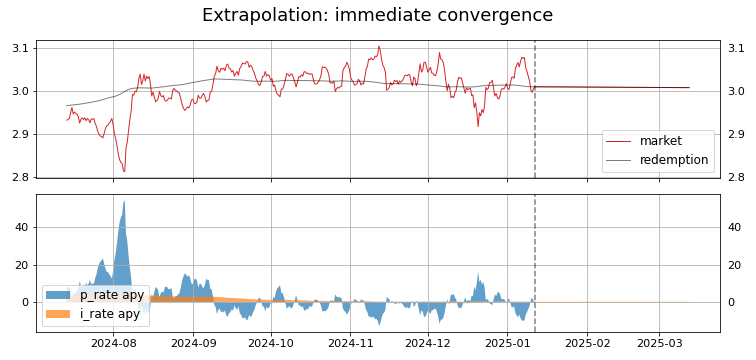 Extrapolation: immediate convergence
3.1 3.1
3.0 3.0
2.9 2.9
2.8 2.8
market
redemption
40 40
20 20
0 0
p_rate apy
i_rate apy
2024-08 2024-09 2024-10 2024-11 2024-12 2025-01 2025-02 2025-03